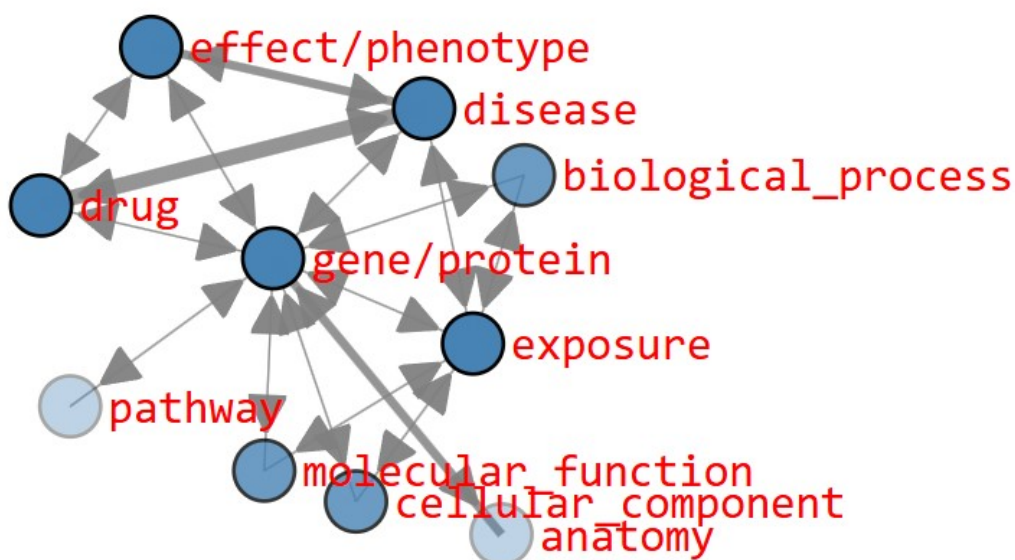 effect/phenotype
disease
biological_process
drug
gene/protein
exposure
pathway
molecular_function
cellular_component
anatomy